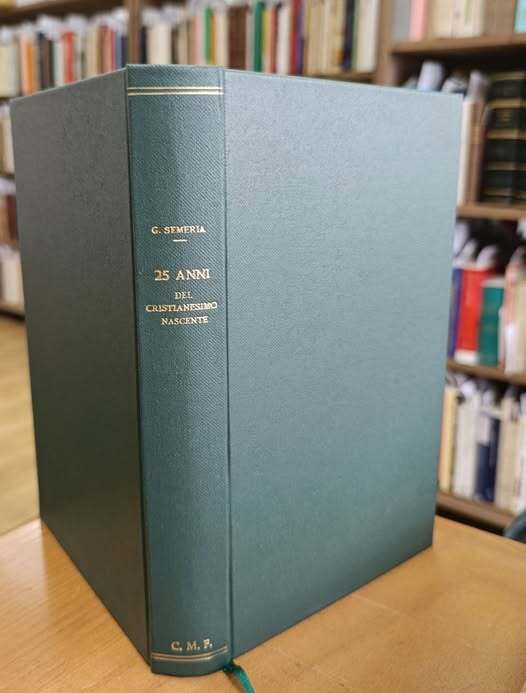 G. SEMERIA
25 ANNI
DEL
CRISTIANESIMO
NASCENTE
C. M. F.